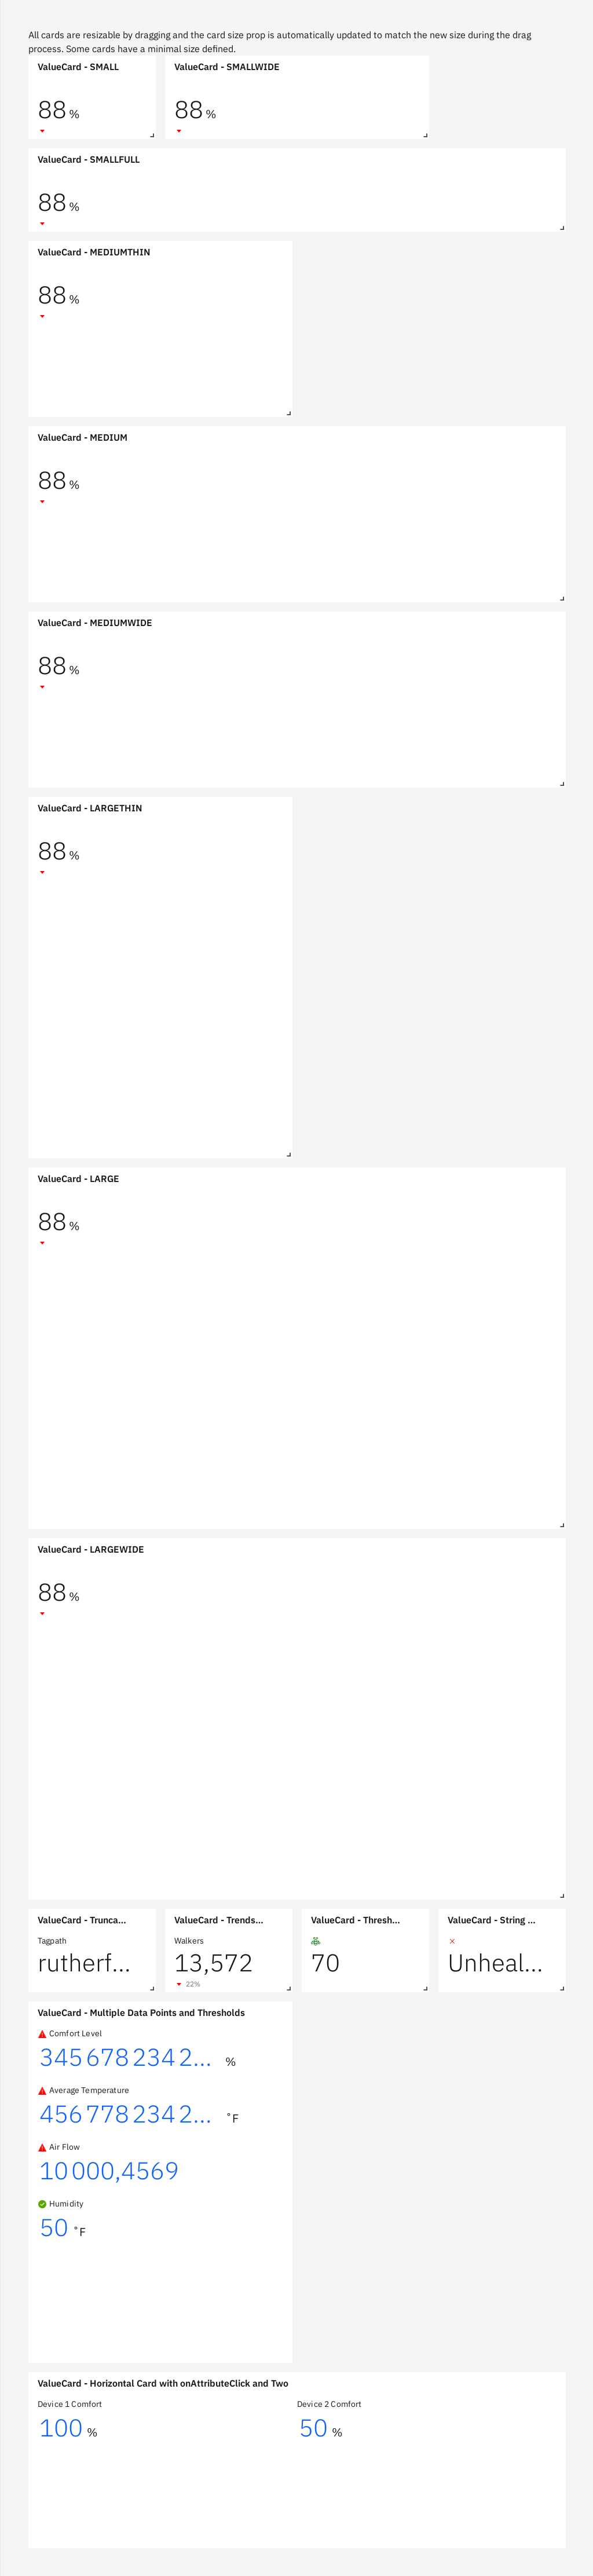 All cards are resizable by dragging and the card size prop is automatically updated to match the new size during the drag
process. Some cards have a minimal size defined.
ValueCard - SMALL
88 %
ValueCard - SMALLWIDE
88 %
ValueCard - SMALLFULL
88 %
ValueCard - MEDIUMTHIN
88 %
ValueCard - MEDIUM
88 %
ValueCard - MEDIUMWIDE
88 %
ValueCard - LARGETHIN
88 %
ValueCard - LARGE
88 %
ValueCard - LARGEWIDE
88 %
ValueCard - Trunca...
Tagpath
rutherf...
ValueCard - Trends...
Walkers
13,572
22%
ValueCard - Thresh...
70
ValueCard - String ...
Unheal...
ValueCard - Multiple Data Points and Thresholds
Comfort Level
345 678 234 2... %
Average Temperature
456 778 234 2... ˚F
Air Flow
10 000,4569
Humidity
50 ˚F
ValueCard - Horizontal Card with onAttributeClick and Two
Device 1 Comfort
100 %
Device 2 Comfort
50 %